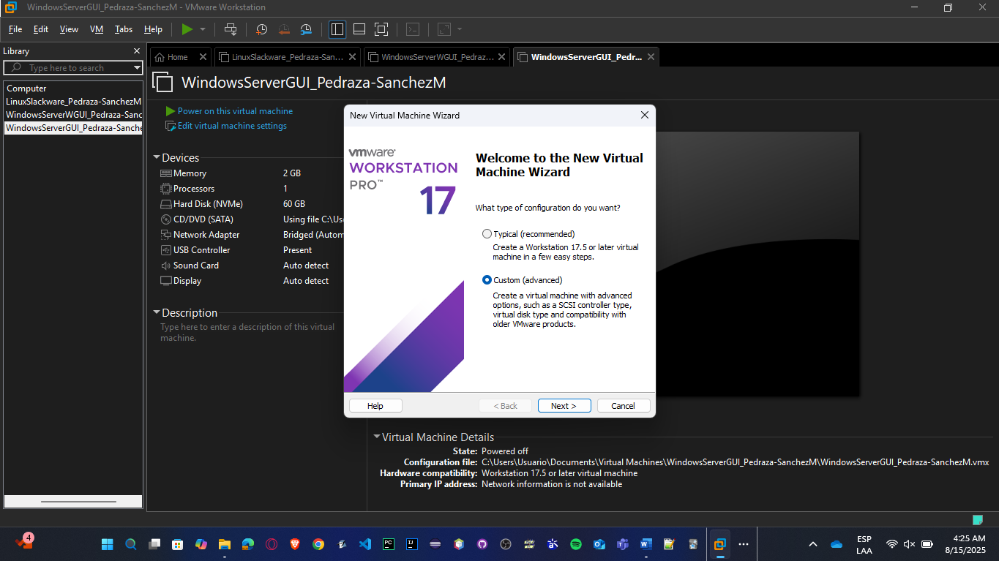 WindowsServerGUI_Pedraza-SanchezM - VMware Workstation
File Edit View VM Tabs Help
Library
Type here to search
Computer
LinuxSlackware_Pedraza-SanchezM
WindowsServerWGUI_Pedraza-Sanc
WindowsServerGUI_Pedraza-Sanche
Home LinuxSlackware_Pedraza-San... WindowsServerWGUI_Pedraz... WindowsServerGUI_Pedr...
WindowsServerGUI_Pedraza-SanchezM
Power on this virtual machine
Edit virtual machine settings
Devices
Memory 2 GB
Processors 1
Hard Disk (NVMe) 60 GB
CD/DVD (SATA) Using file C:\Us
Network Adapter Bridged (Autom
USB Controller Present
Sound Card Auto detect
Display Auto detect
Description
Type here to enter a description of this virtual
machine.
New Virtual Machine Wizard
vmware®
WORKSTATION
PRO™
17
Welcome to the New Virtual
Machine Wizard
What type of configuration do you want?
Typical (recommended)
Create a Workstation 17.5 or later virtual
machine in a few easy steps.
Custom (advanced)
Create a virtual machine with advanced
options, such as a SCSI controller type,
virtual disk type and compatibility with
older VMware products.
Help < Back Next > Cancel
Virtual Machine Details
State: Powered off
Configuration file: C:\Users\Usuario\Documents\Virtual Machines\WindowsServerGUI_Pedraza-SanchezM\WindowsServerGUI_Pedraza-SanchezM.vmx
Hardware compatibility: Workstation 17.5 or later virtual machine
Primary IP address: Network information is not available
4
ESP
LAA
4:25 AM
8/15/2025